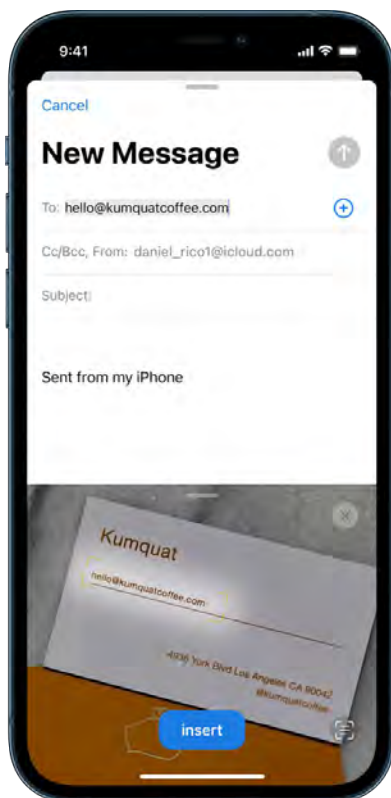 9:41
Cancel
New Message
To: hello@kumquatcoffee.com
Cc/Bcc, From: daniel_rico1@icloud.com
Subject:
Sent from my iPhone
Kumquat
hello@kumquatcoffee.com
4936 York Blvd Los Angeles CA 90042
@kumquatcoffee
insert